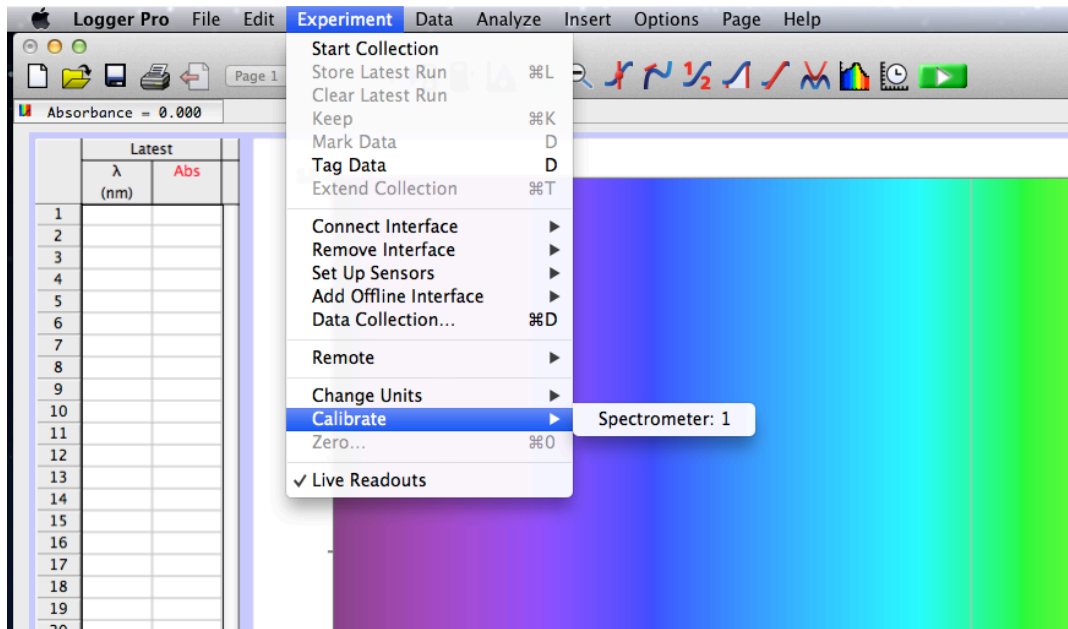 Logger Pro File Edit Experiment Data Analyze Insert Options Page Help
Page 1
½
Absorbance = 0.000
Start Collection
Store Latest Run ⌘L
Clear Latest Run
Keep ⌘K
Mark Data D
Tag Data D
Extend Collection ⌘T
Connect Interface
Remove Interface
Set Up Sensors
Add Offline Interface
Data Collection... ⌘D
Remote
Change Units
Calibrate
Spectrometer: 1
Zero... ⌘0
✓ Live Readouts
Latest
λ Abs
(nm)
1
2
3
4
5
6
7
8
9
10
11
12
13
14
15
16
17
18
19